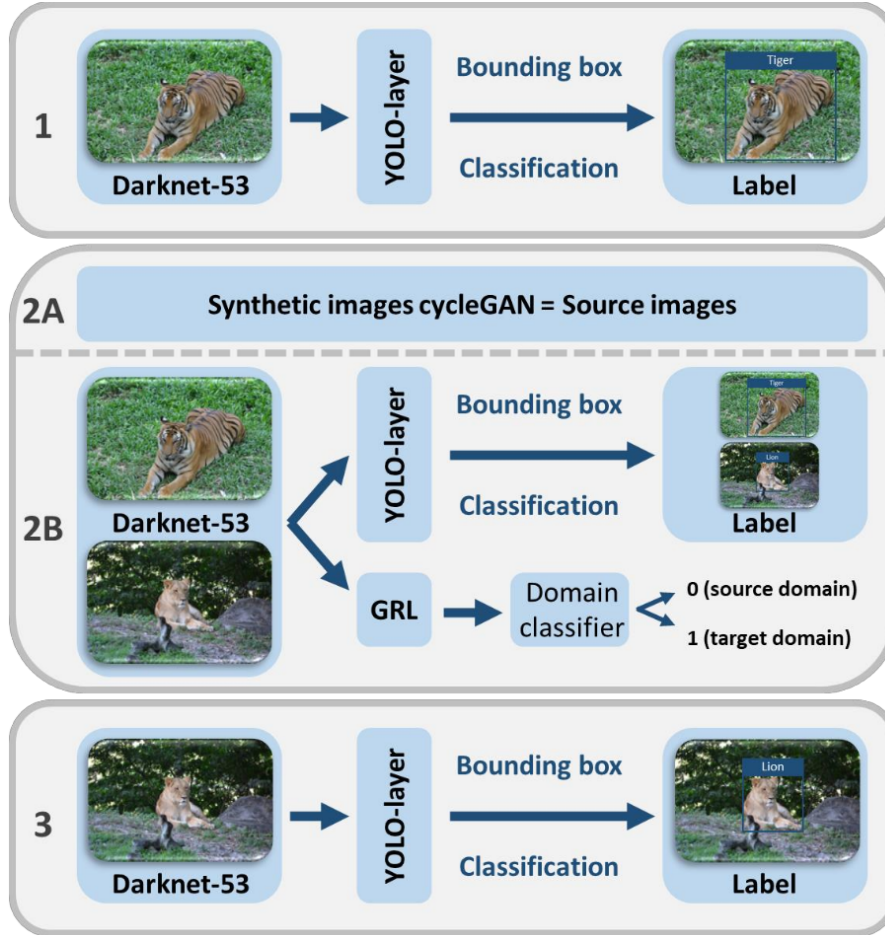 1
Darknet-53
YOLO-layer
Bounding box
Classification
Tiger
Label
2A
Synthetic images cycleGAN = Source images
2B
Darknet-53
YOLO-layer
Bounding box
Classification
Tiger
Lion
Label
GRL
Domain
classifier
0 (source domain)
1 (target domain)
3
Darknet-53
YOLO-layer
Bounding box
Classification
Lion
Label